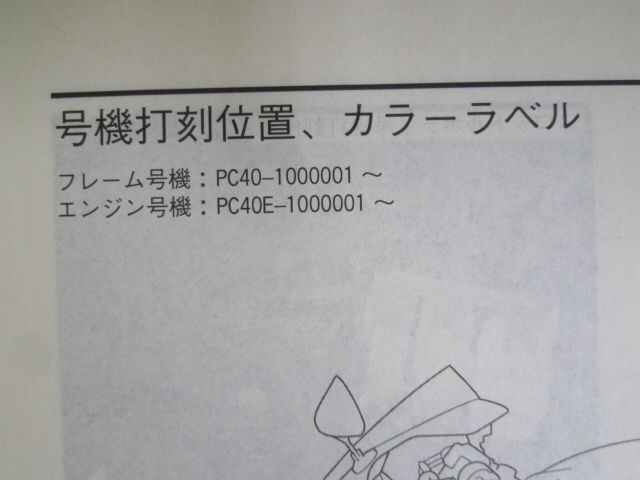 号機打刻位置、カラーラベル
フレーム号機：PC40−1000001 〜
エンジン号機：PC40E−1000001 〜